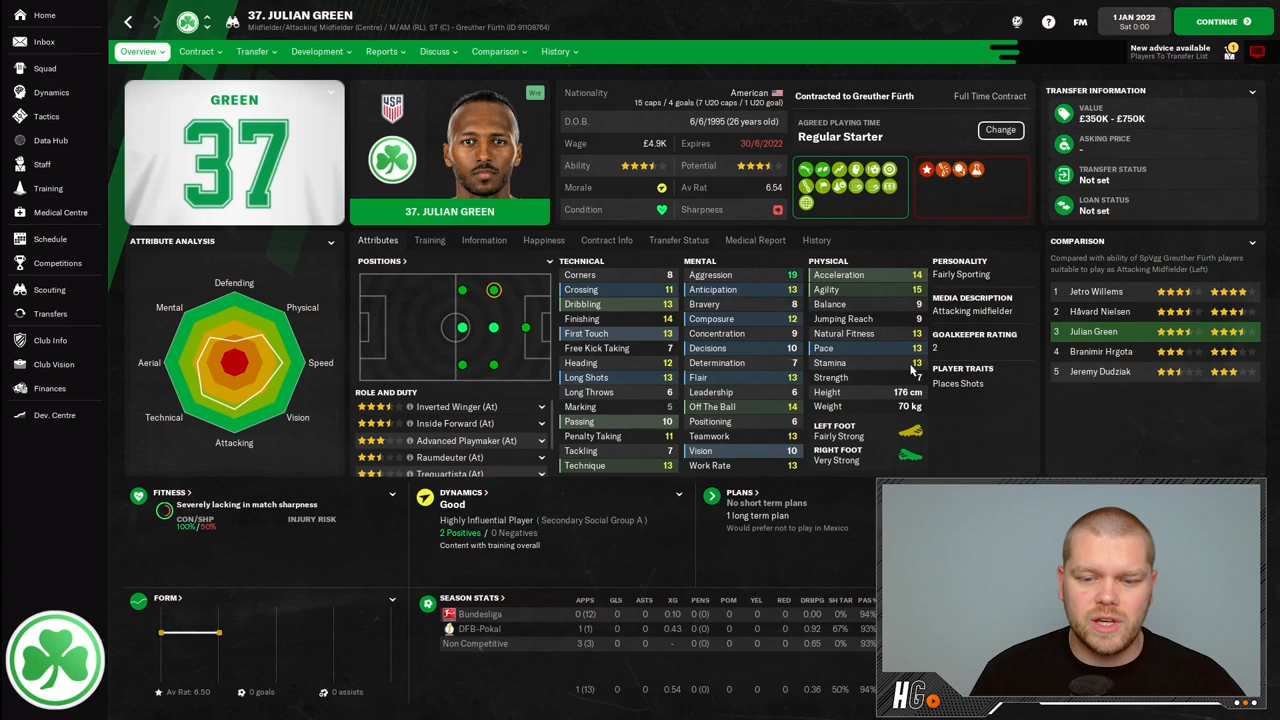 Home
Inbox
Squad
Dynamics
Tactics
Data Hub
Staff
Training
Medical Centre
Schedule
Competitions
Scouting
Transfers
Club Info
Club Vision
Finances
Dev. Centre
37. JULIAN GREEN
Midfielder/Attacking Midfielder (Centre) / M/AM (RL), ST (C) - Greuther Fürth (ID:91108764)
FM
1 JAN 2022
Sat 0:00
CONTINUE
Overview
Contract
Transfer
Development
Reports
Discuss
Comparison
History
New advice available
Players To Transfer List
1
GREEN
37
USA
Wnt
37. JULIAN GREEN
Nationality American
15 caps / 4 goals (7 U20 caps / 1 U20 goal)
D.O.B. 6/6/1995 (26 years old)
Wage £4.9K Expires 30/6/2022
Ability Potential
Morale Av Rat 6.54
Condition Sharpness
Contracted to Greuther Fürth Full Time Contract
AGREED PLAYING TIME
Regular Starter
Change
TRANSFER INFORMATION
VALUE
£350K - £750K
ASKING PRICE
-
TRANSFER STATUS
Not set
LOAN STATUS
Not set
ATTRIBUTE ANALYSIS
Defending
Mental Physical
Aerial Speed
Technical Vision
Attacking
Attributes Training Information Happiness Contract Info Transfer Status Medical Report History
POSITIONS
ROLE AND DUTY
Inverted Winger (At)
Inside Forward (At)
Advanced Playmaker (At)
Raumdeuter (At)
Trequartista (At)
TECHNICAL
Corners 8
Crossing 11
Dribbling 13
Finishing 14
First Touch 13
Free Kick Taking 7
Heading 12
Long Shots 13
Long Throws 6
Marking 5
Passing 10
Penalty Taking 11
Tackling 7
Technique 13
MENTAL
Aggression 19
Anticipation 13
Bravery 8
Composure 12
Concentration 9
Decisions 10
Determination 7
Flair 13
Leadership 6
Off The Ball 14
Positioning 6
Teamwork 13
Vision 10
Work Rate 13
PHYSICAL
Acceleration 14
Agility 15
Balance 9
Jumping Reach 9
Natural Fitness 13
Pace 13
Stamina 13
Strength 7
Height 176 cm
Weight 70 kg
LEFT FOOT
Fairly Strong
RIGHT FOOT
Very Strong
PERSONALITY
Fairly Sporting
MEDIA DESCRIPTION
Attacking midfielder
GOALKEEPER RATING
2
PLAYER TRAITS
Places Shots
COMPARISON
Compared with ability of SpVgg Greuther Fürth players
suitable to play as Attacking Midfielder (Left)
1 Jetro Willems
2 Håvard Nielsen
3 Julian Green
4 Branimir Hrgota
5 Jeremy Dudziak
FITNESS
Severely lacking in match sharpness
CON/SHP INJURY RISK
100%/50%
DYNAMICS
Good
Highly Influential Player ( Secondary Social Group A )
2 Positives / 0 Negatives
Content with training overall
PLANS
No short term plans
1 long term plan
Would prefer not to play in Mexico
FORM
Av Rat: 6.50 0 goals 0 assists
SEASON STATS APPS GLS ASTS XG PENS POM YEL RED DRBPG SH TAR PAS%
Bundesliga 0 (12) 0 0 0.10 0 (0) 0 0 0 0.00 0% 94%
DFB-Pokal 1 (1) 0 0 0.43 0 (0) 0 0 0 0.92 67% 93%
Non Competitive 3 (3) 0 0 - 0 (0) 0 0 0 0.65 0% 93%
1 (13) 0 0 0.54 0 (0) 0 0 0 0.36 50% 94%
HG